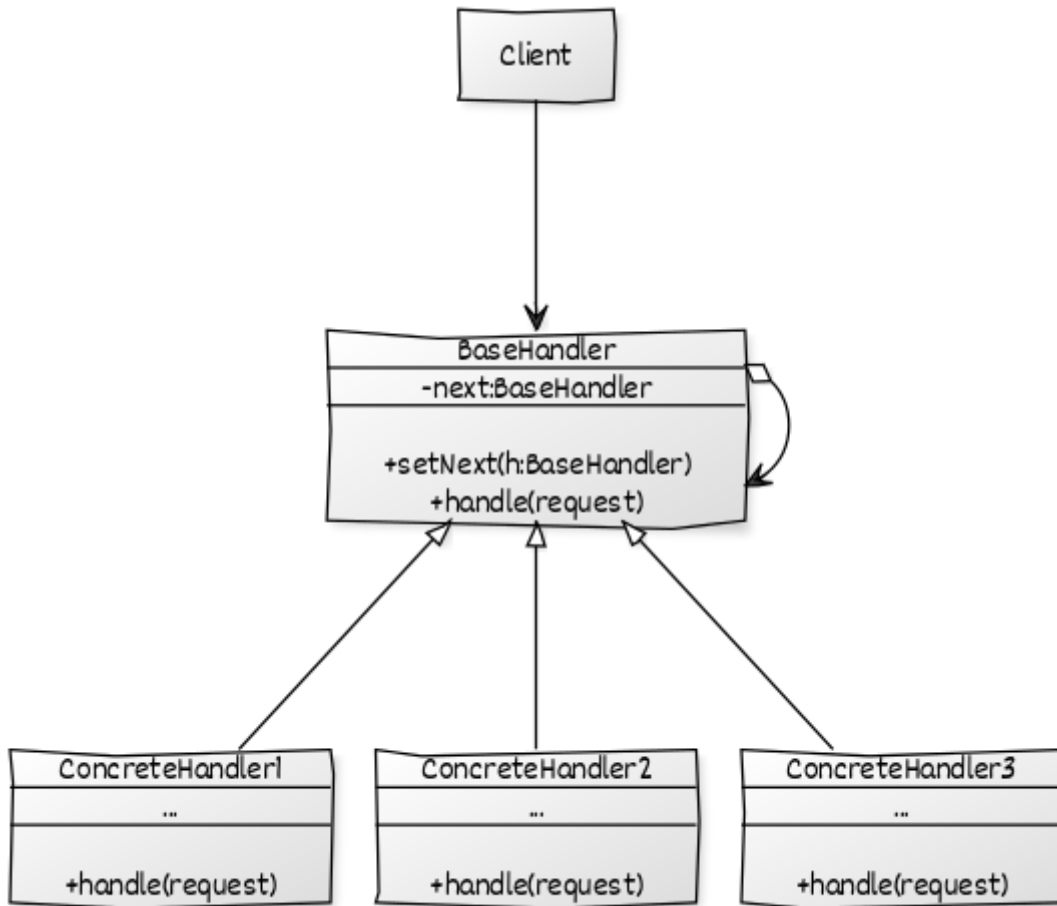 Client
BaseHandler
-next:BaseHandler
+setNext(h:BaseHandler)
+handle(request)
ConcreteHandler1
...
+handle(request)
ConcreteHandler2
...
+handle(request)
ConcreteHandler3
...
+handle(request)